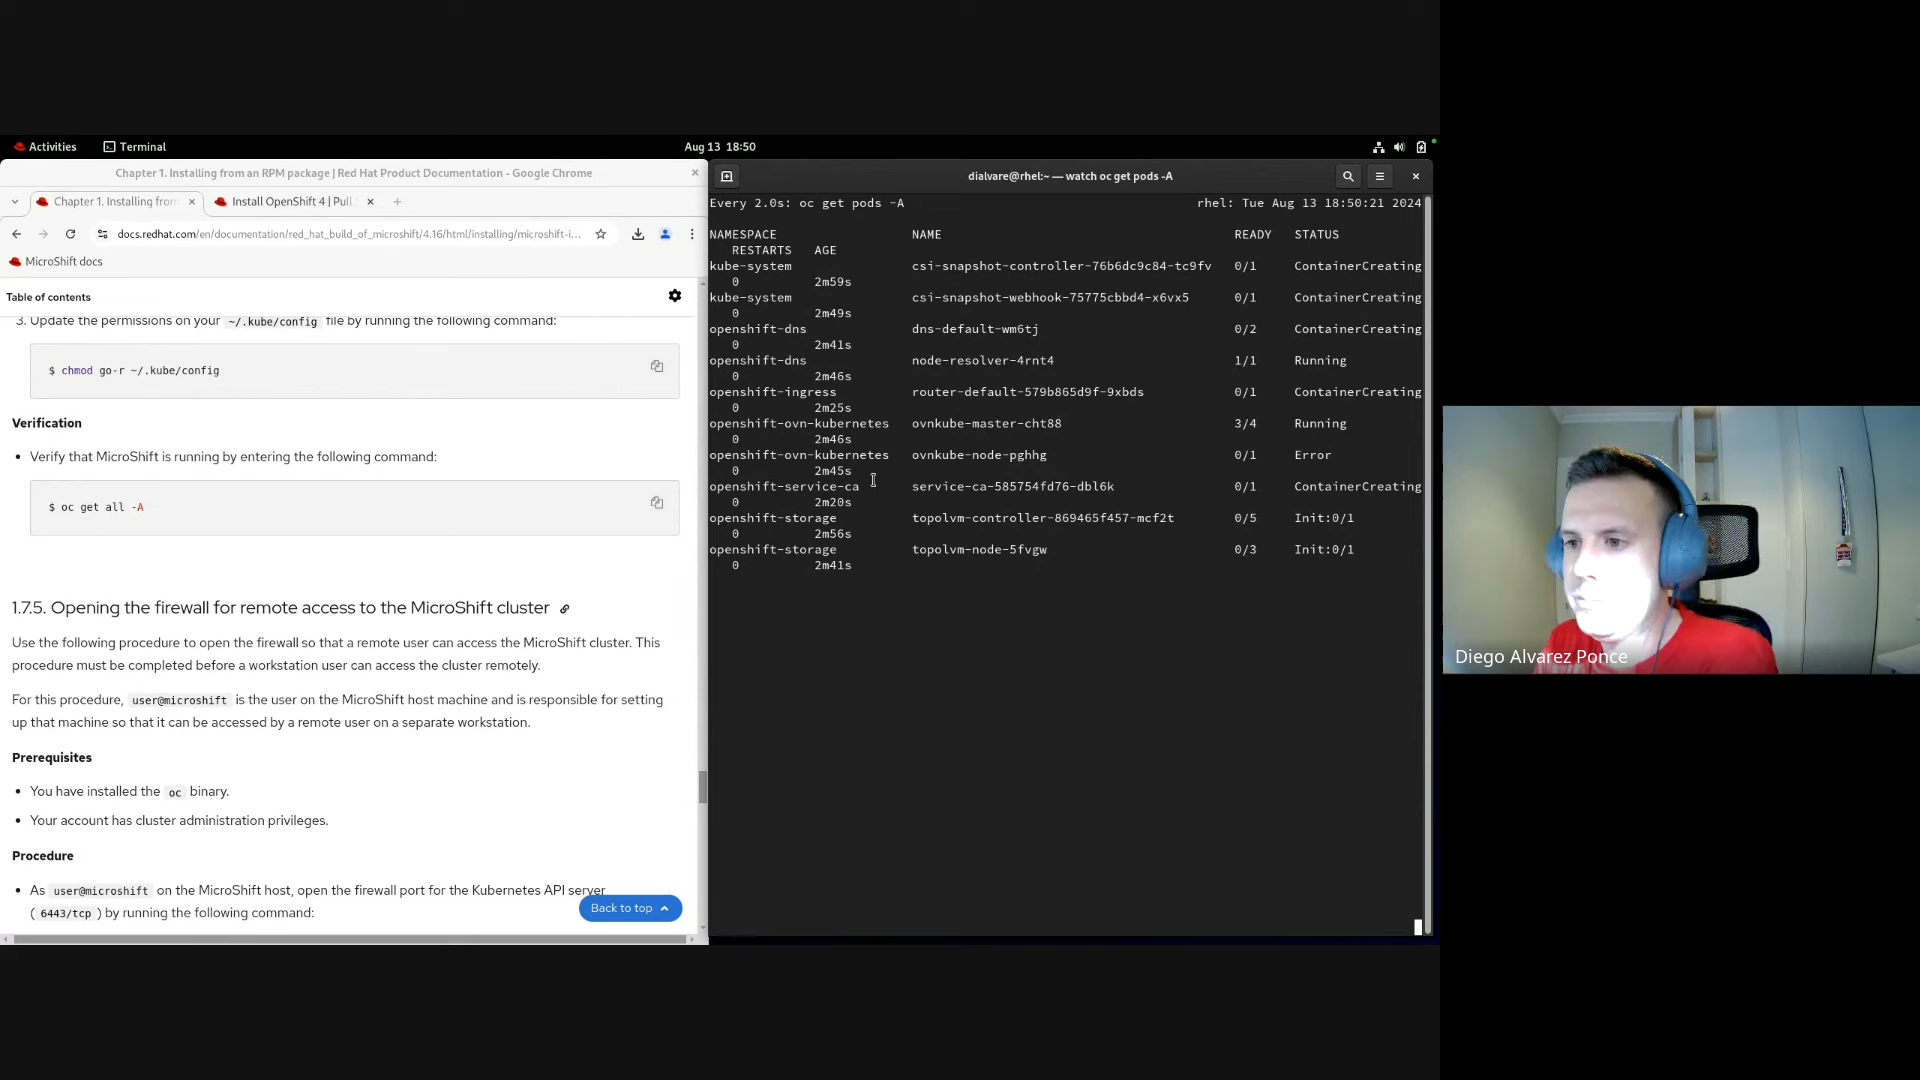 Activities
Terminal
Aug 13 18:50
Chapter 1. Installing from an RPM package | Red Hat Product Documentation - Google Chrome
Chapter 1. Installing from
Install OpenShift 4 | Pull
docs.redhat.com/en/documentation/red_hat_build_of_microshift/4.16/html/installing/microshift-i...
MicroShift docs
Table of contents
3. Update the permissions on your ~/.kube/config file by running the following command:
$ chmod go-r ~/.kube/config
Verification
• Verify that MicroShift is running by entering the following command:
$ oc get all -A
1.7.5. Opening the firewall for remote access to the MicroShift cluster
Use the following procedure to open the firewall so that a remote user can access the MicroShift cluster. This
procedure must be completed before a workstation user can access the cluster remotely.
For this procedure, user@microshift is the user on the MicroShift host machine and is responsible for setting
up that machine so that it can be accessed by a remote user on a separate workstation.
Prerequisites
• You have installed the oc binary.
• Your account has cluster administration privileges.
Procedure
• As user@microshift on the MicroShift host, open the firewall port for the Kubernetes API server
( 6443/tcp ) by running the following command:
Back to top
dialvare@rhel:~ — watch oc get pods -A
Every 2.0s: oc get pods -A rhel: Tue Aug 13 18:50:21 2024
NAMESPACE NAME READY STATUS
RESTARTS AGE
kube-system csi-snapshot-controller-76b6dc9c84-tc9fv 0/1 ContainerCreating
0 2m59s
kube-system csi-snapshot-webhook-75775cbbd4-x6vx5 0/1 ContainerCreating
0 2m49s
openshift-dns dns-default-wm6tj 0/2 ContainerCreating
0 2m41s
openshift-dns node-resolver-4rnt4 1/1 Running
0 2m46s
openshift-ingress router-default-579b865d9f-9xbds 0/1 ContainerCreating
0 2m25s
openshift-ovn-kubernetes ovnkube-master-cht88 3/4 Running
0 2m46s
openshift-ovn-kubernetes ovnkube-node-pghhg 0/1 Error
0 2m45s
openshift-service-ca service-ca-585754fd76-dbl6k 0/1 ContainerCreating
0 2m20s
openshift-storage topolvm-controller-869465f457-mcf2t 0/5 Init:0/1
0 2m56s
openshift-storage topolvm-node-5fvgw 0/3 Init:0/1
0 2m41s
Diego Alvarez Ponce